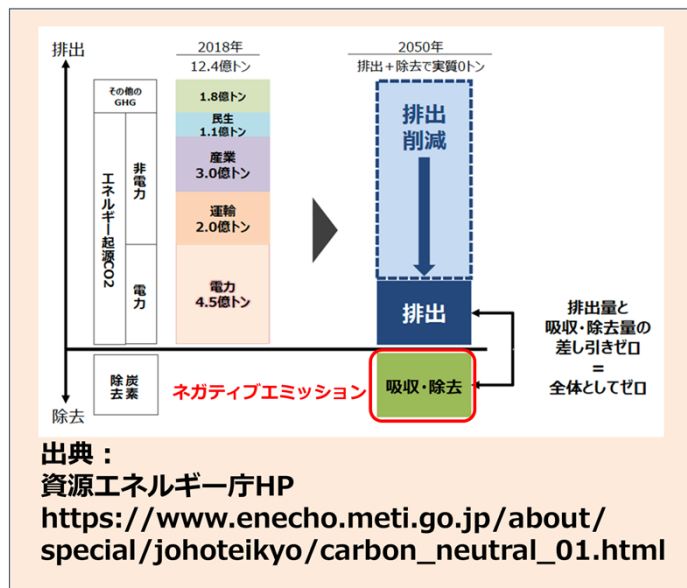 排出
2018年
12.4億トン
2050年
排出+除去で実質0トン
その他の
GHG
エネルギー起源CO2
非電力
電力
1.8億トン
民生
1.1億トン
産業
3.0億トン
運輸
2.0億トン
電力
4.5億トン
排出
削減
排出
排出量と
吸収・除去量の
差し引きゼロ
=
全体としてゼロ
炭素
除去
ネガティブエミッション
吸収・除去
除去
出典:
資源エネルギー庁HP
https://www.enecho.meti.go.jp/about/
special/johoteikyo/carbon_neutral_01.html